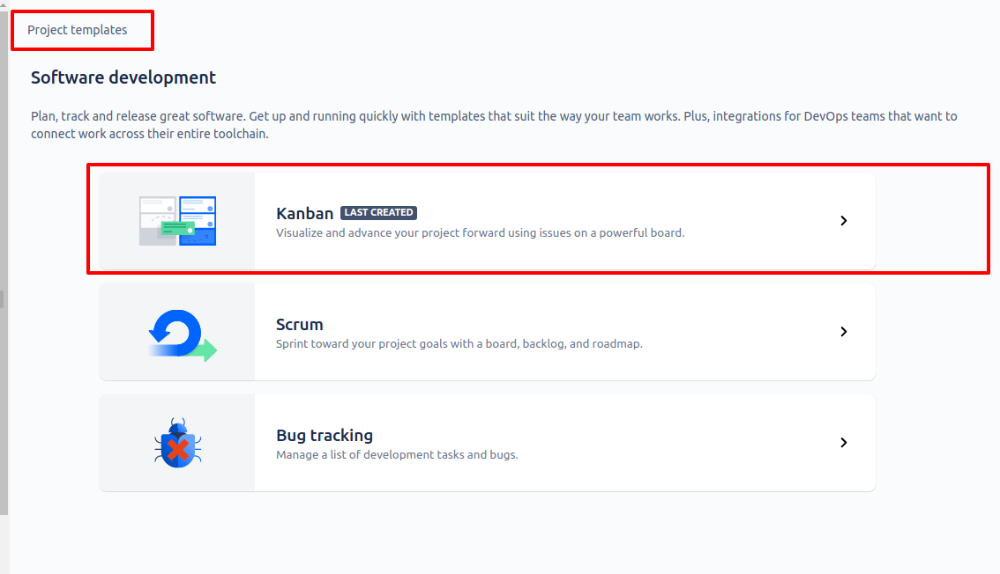 Project templates
Software development
Plan, track and release great software. Get up and running quickly with templates that suit the way your team works. Plus, integrations for DevOps teams that want to
connect work across their entire toolchain.
Kanban LAST CREATED
Visualize and advance your project forward using issues on a powerful board.
Scrum
Sprint toward your project goals with a board, backlog, and roadmap.
Bug tracking
Manage a list of development tasks and bugs.